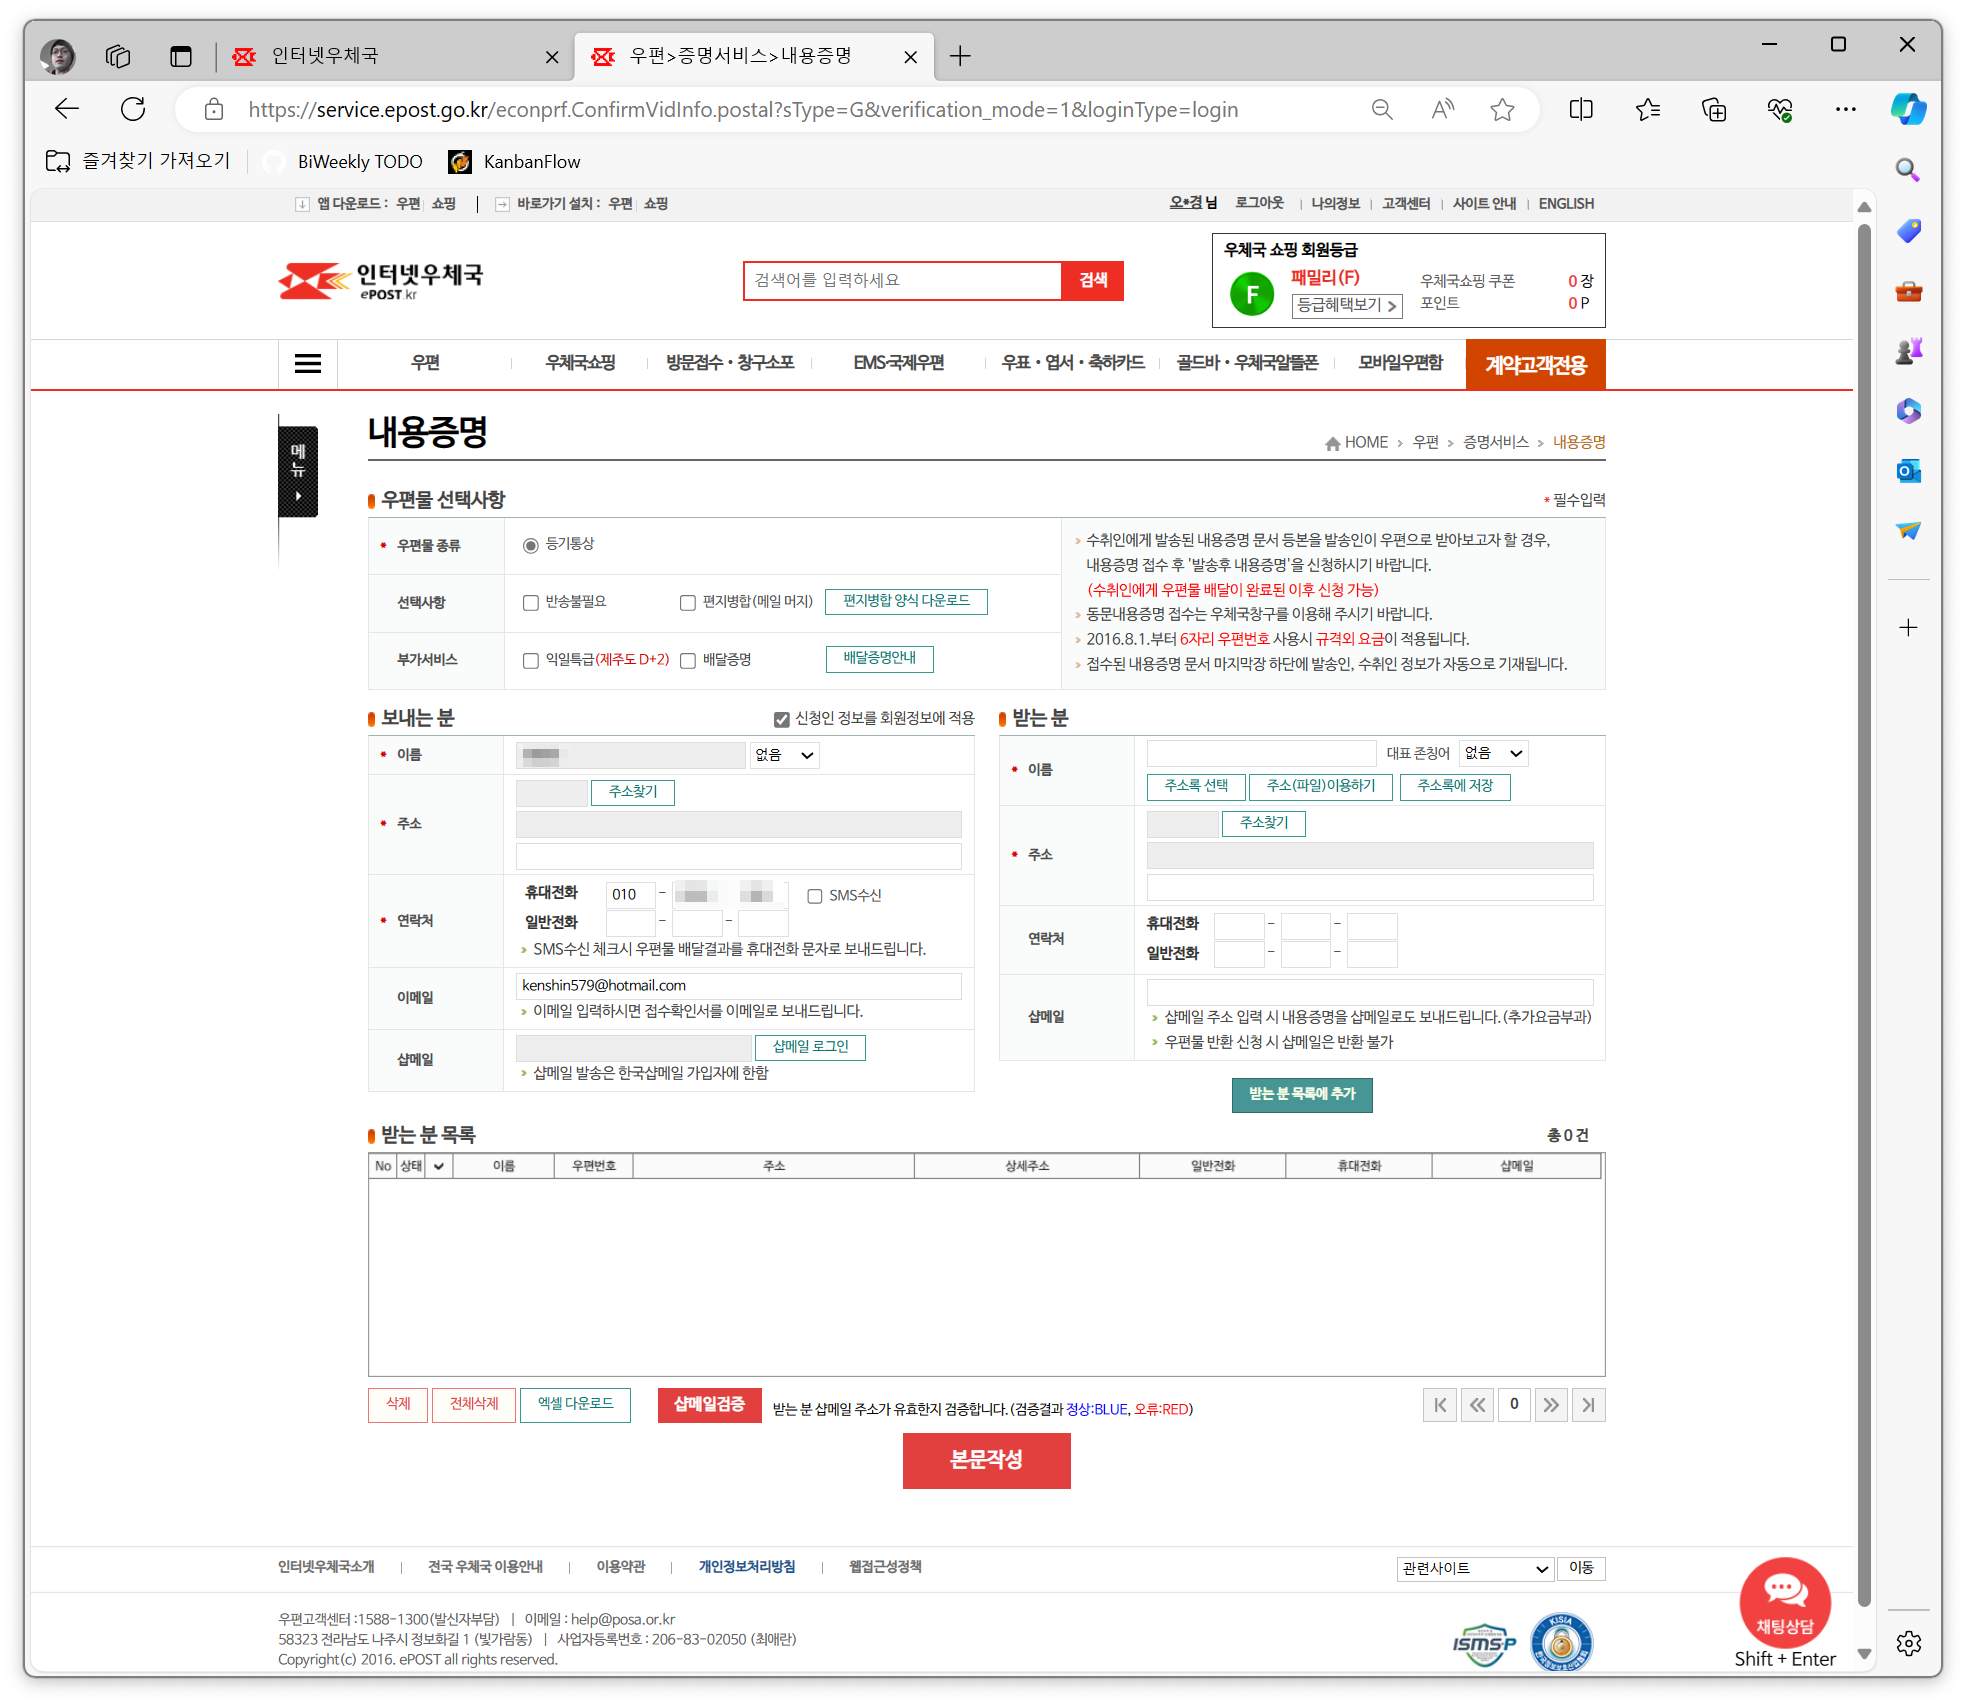 인터넷우체국
우편>증명서비스>내용증명
https://service.epost.go.kr/econprf.ConfirmVidInfo.postal?sType=G&verification_mode=1&loginType=login
즐겨찾기 가져오기
BiWeekly TODO
KanbanFlow
앱 다운로드 : 우편 쇼핑 | 바로가기 설치 : 우편 쇼핑
오*경 님 로그아웃 | 나의정보 | 고객센터 | 사이트 안내 | ENGLISH
인터넷우체국
ePOST.kr
검색어를 입력하세요
검색
우체국 쇼핑 회원등급
F
패밀리(F)
등급혜택보기 >
우체국쇼핑 쿠폰 0 장
포인트 0 P
우편 우체국쇼핑 방문접수·창구소포 EMS·국제우편 우표·엽서·축하카드 골드바·우체국알뜰폰 모바일우편함 계약고객전용
메뉴
내용증명
HOME > 우편 > 증명서비스 > 내용증명
우편물 선택사항
* 필수입력
* 우편물 종류
등기통상
선택사항
반송불필요
편지병합(메일 머지)
편지병합 양식 다운로드
부가서비스
익일특급(제주도 D+2)
배달증명
배달증명안내
수취인에게 발송된 내용증명 문서 등본을 발송인이 우편으로 받아보고자 할 경우,
내용증명 접수 후 '발송후 내용증명'을 신청하시기 바랍니다.
(수취인에게 우편물 배달이 완료된 이후 신청 가능)
동문내용증명 접수는 우체국창구를 이용해 주시기 바랍니다.
2016.8.1.부터 6자리 우편번호 사용시 규격외 요금이 적용됩니다.
접수된 내용증명 문서 마지막장 하단에 발송인, 수취인 정보가 자동으로 기재됩니다.
보내는 분
신청인 정보를 회원정보에 적용
* 이름
없음
* 주소
주소찾기
* 연락처
휴대전화 010 -
SMS수신
일반전화 - -
SMS수신 체크시 우편물 배달결과를 휴대전화 문자로 보내드립니다.
이메일
kenshin579@hotmail.com
이메일 입력하시면 접수확인서를 이메일로 보내드립니다.
샵메일
샵메일 로그인
샵메일 발송은 한국샵메일 가입자에 한함
받는 분
* 이름
대표 존칭어 없음
주소록 선택
주소(파일)이용하기
주소록에 저장
* 주소
주소찾기
연락처
휴대전화 - -
일반전화 - -
샵메일
샵메일 주소 입력 시 내용증명을 샵메일로도 보내드립니다.(추가요금부과)
우편물 반환 신청 시 샵메일은 반환 불가
받는 분 목록에 추가
받는 분 목록
총 0 건
No 상태 이름 우편번호 주소 상세주소 일반전화 휴대전화 샵메일
삭제
전체삭제
엑셀 다운로드
샵메일검증
받는 분 샵메일 주소가 유효한지 검증합니다.(검증결과 정상:BLUE, 오류:RED)
0
본문작성
인터넷우체국소개 | 전국 우체국 이용안내 | 이용약관 | 개인정보처리방침 | 웹접근성정책
관련사이트
이동
우편고객센터 :1588-1300(발신자부담) | 이메일 : help@posa.or.kr
58323 전라남도 나주시 정보화길 1 (빛가람동) | 사업자등록번호 : 206-83-02050 (최애란)
Copyright(c) 2016. ePOST all rights reserved.
ISMS-P
KISIA
채팅상담
Shift + Enter